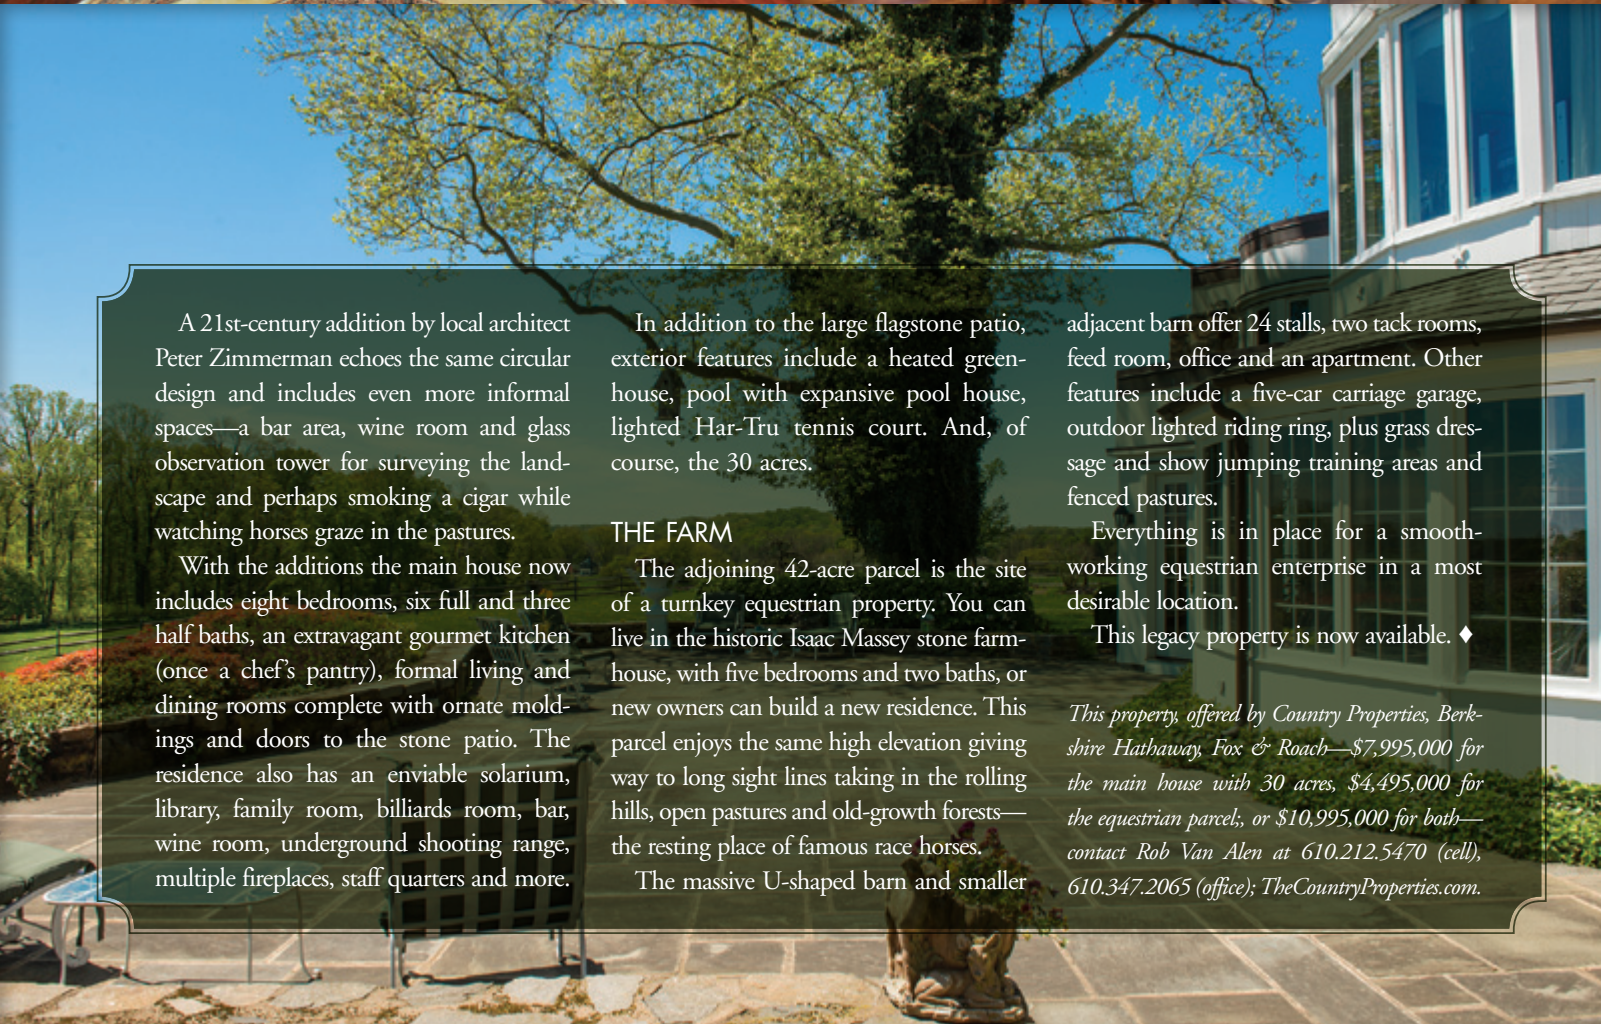 A 21st-century addition by local architect
Peter Zimmerman echoes the same circular
design and includes even more informal
spaces—a bar area, wine room and glass
observation tower for surveying the land-
scape and perhaps smoking a cigar while
watching horses graze in the pastures.
With the additions the main house now
includes eight bedrooms, six full and three
half baths, an extravagant gourmet kitchen
(once a chef's pantry), formal living and
dining rooms complete with ornate mold-
ings and doors to the stone patio. The
residence also has an enviable solarium,
library, family room, billiards room, bar,
wine room, underground shooting range,
multiple fireplaces, staff quarters and more.
In addition to the large flagstone patio,
exterior features include a heated green-
house, pool with expansive pool house,
lighted Har-Tru tennis court. And, of
course, the 30 acres.
THE FARM
The adjoining 42-acre parcel is the site
of a turnkey equestrian property. You can
live in the historic Isaac Massey stone farm-
house, with five bedrooms and two baths, or
new owners can build a new residence. This
parcel enjoys the same high elevation giving
way to long sight lines taking in the rolling
hills, open pastures and old-growth forests—
the resting place of famous race horses.
The massive U-shaped barn and smaller
adjacent barn offer 24 stalls, two tack rooms,
feed room, office and an apartment. Other
features include a five-car carriage garage,
outdoor lighted riding ring, plus grass dres-
sage and show jumping training areas and
fenced pastures.
Everything is in place for a smooth-
working equestrian enterprise in a most
desirable location.
This legacy property is now available. ♦
This property, offered by Country Properties, Berk-
shire Hathaway, Fox & Roach—$7,995,000 for
the main house with 30 acres, $4,495,000 for
the equestrian parcel;, or $10,995,000 for both—
contact Rob Van Alen at 610.212.5470 (cell),
610.347.2065 (office); TheCountryProperties.com.